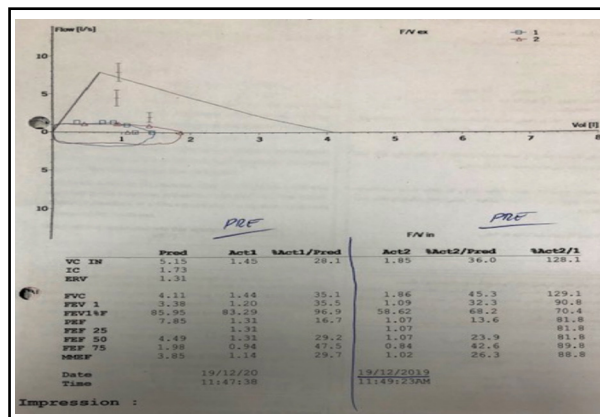 Flow [l/s]
F/V ex
1
2
10
5
0
1
2
3
4
5
6
7
8
Vol [l]
5
10
PRE
PRE
F/V in
Pred Act1 %Act1/Pred Act2 %Act2/Pred %Act2/1
VC IN 5.15 1.45 28.1 1.85 36.0 128.1
IC 1.73
ERV 1.31
FVC 4.11 1.44 35.1 1.86 45.3 129.1
FEV 1 3.38 1.20 35.5 1.09 32.3 90.8
FEV1%F 85.95 83.29 96.9 58.62 68.2 70.4
PEF 7.85 1.31 16.7 1.07 13.6 81.8
FEF 25 1.31 1.07 81.8
FEF 50 4.49 1.31 29.2 1.07 23.9 81.8
FEF 75 1.98 0.94 47.5 0.84 42.6 89.8
MMEF 3.85 1.14 29.7 1.02 26.3 88.8
Date 19/12/20 19/12/2019
Time 11:47:38 11:49:23AM
Impression :